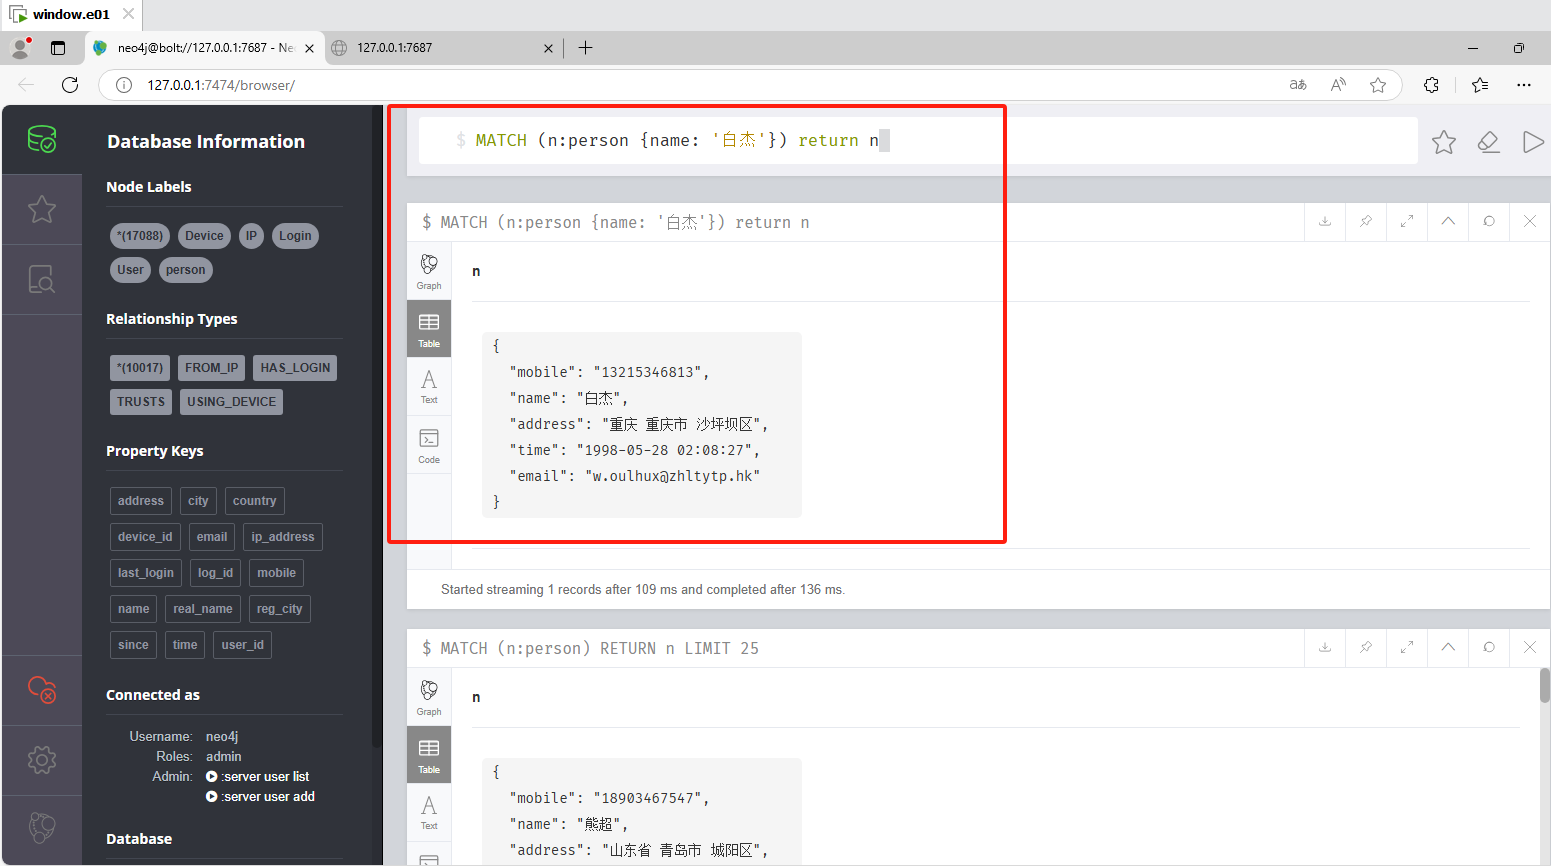 window.e01
neo4j@bolt://127.0.0.1:7687 - Ne
127.0.0.1:7687
127.0.0.1:7474/browser/
Database Information
Node Labels
*(17088) Device IP Login
User person
Relationship Types
*(10017) FROM_IP HAS_LOGIN
TRUSTS USING_DEVICE
Property Keys
address city country
device_id email ip_address
last_login log_id mobile
name real_name reg_city
since time user_id
Connected as
Username: neo4j
Roles: admin
Admin: :server user list
:server user add
Database
$ MATCH (n:person {name: '白杰'}) return n
$ MATCH (n:person {name: '白杰'}) return n
Graph
Table
Text
Code
n
{
"mobile": "13215346813",
"name": "白杰",
"address": "重庆 重庆市 沙坪坝区",
"time": "1998-05-28 02:08:27",
"email": "w.oulhux@zhltytp.hk"
}
Started streaming 1 records after 109 ms and completed after 136 ms.
$ MATCH (n:person) RETURN n LIMIT 25
Graph
Table
Text
n
{
"mobile": "18903467547",
"name": "熊超",
"address": "山东省 青岛市 城阳区",